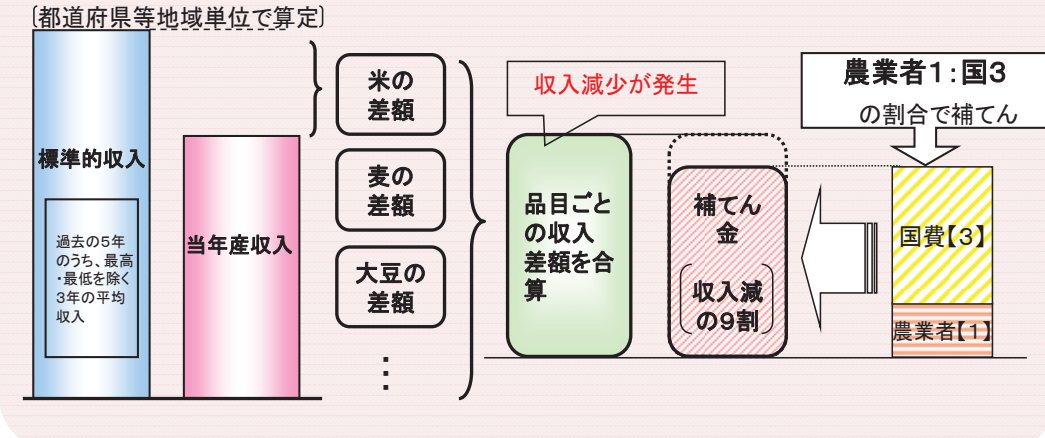 〔都道府県等地域単位で算定〕
標準的収入
過去の5年
のうち、最高
・最低を除く
3年の平均
収入
当年産収入
米の
差額
麦の
差額
大豆の
差額
⋮
収入減少が発生
品目ごと
の収入
差額を合
算
補てん
金
収入減
の9割
農業者1：国3
の割合で補てん
国費【3】
農業者【1】